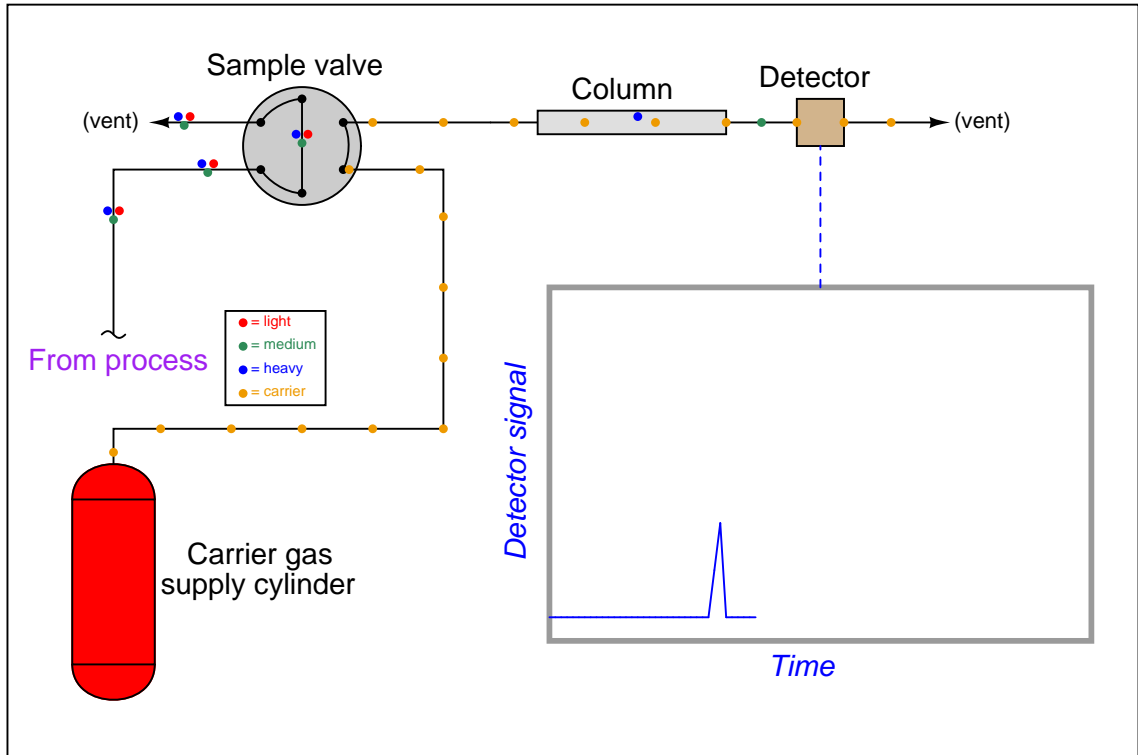 Sample valve
Column
Detector
(vent)
(vent)
= light
= medium
= heavy
= carrier
From process
Carrier gas
supply cylinder
Detector signal
Time